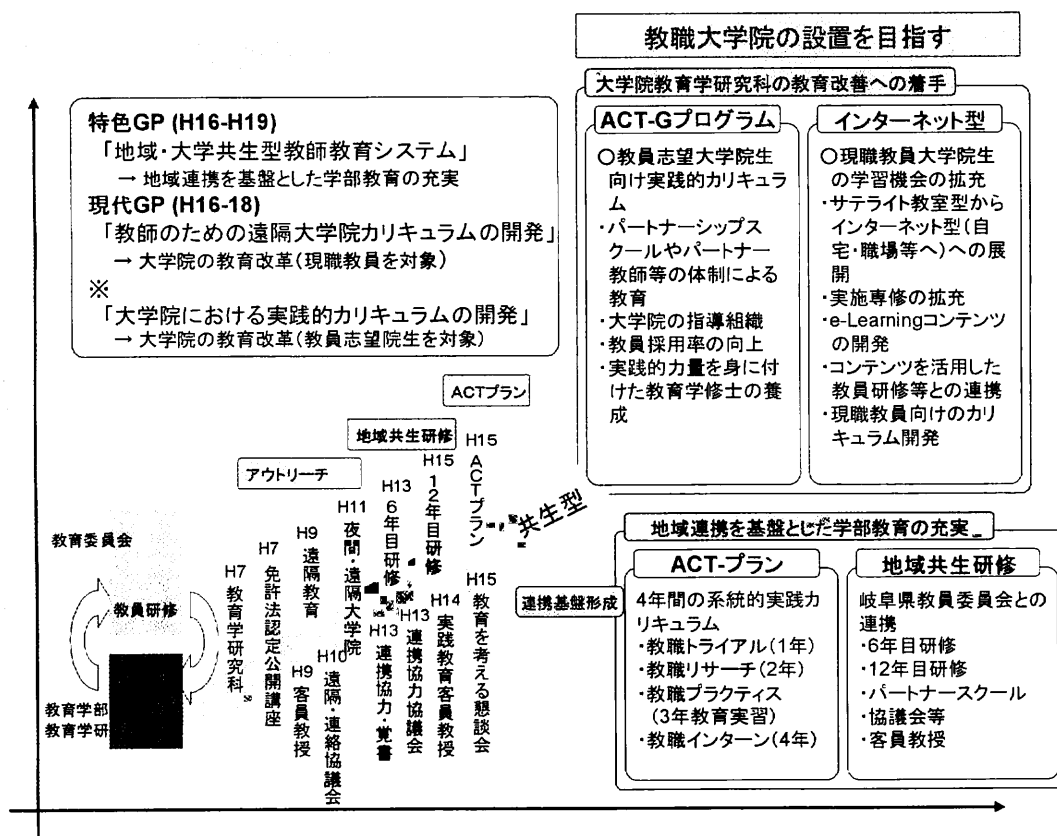 教職大学院の設置を目指す
特色GP (H16-H19)
「地域・大学共生型教師教育システム」
→ 地域連携を基盤とした学部教育の充実
現代GP (H16-18)
「教師のための遠隔大学院カリキュラムの開発」
→ 大学院の教育改革(現職教員を対象)
※
「大学院における実践的カリキュラムの開発」
→ 大学院の教育改革(教員志望院生を対象)
大学院教育学研究科の教育改善への着手
ACT-Gプログラム
〇教員志望大学院生
向け実践的カリキュラ
ム
・パートナーシップス
クールやパートナー
教師等の体制による
教育
・大学院の指導組織
・教員採用率の向上
・実践的力量を身に付
けた教育学修士の養
成
インターネット型
〇現職教員大学院生
の学習機会の拡充
・サテライト教室型から
インターネット型(自
宅・職場等へ)への展
開
・実施専修の拡充
・e-Learningコンテンツ
の開発
・コンテンツを活用した
教員研修等との連携
・現職教員向けのカリ
キュラム開発
ACTプラン
地域共生研修
アウトリーチ
教育委員会
教員研修
教育学部
教育学研
H7 教育学研究科
H7 免許法認定公開講座
H9 遠隔教育
H9 客員教授
H10 遠隔・連絡協議会
H11 夜間・遠隔大学院
H13 6年目研修
H13 連携協力・覚書
H13 連携協力協議会
H15 12年目研修
H14 実践教育客員教授
H15 ACTプラン
H15 教育を考える懇談会
共生型
連携基盤形成
地域連携を基盤とした学部教育の充実
ACT-プラン
4年間の系統的実践カ
リキュラム
・教職トライアル(1年)
・教職リサーチ(2年)
・教職プラクティス
(3年教育実習)
・教職インターン(4年)
地域共生研修
岐阜県教員委員会との
連携
・6年目研修
・12年目研修
・パートナースクール
・協議会等
・客員教授